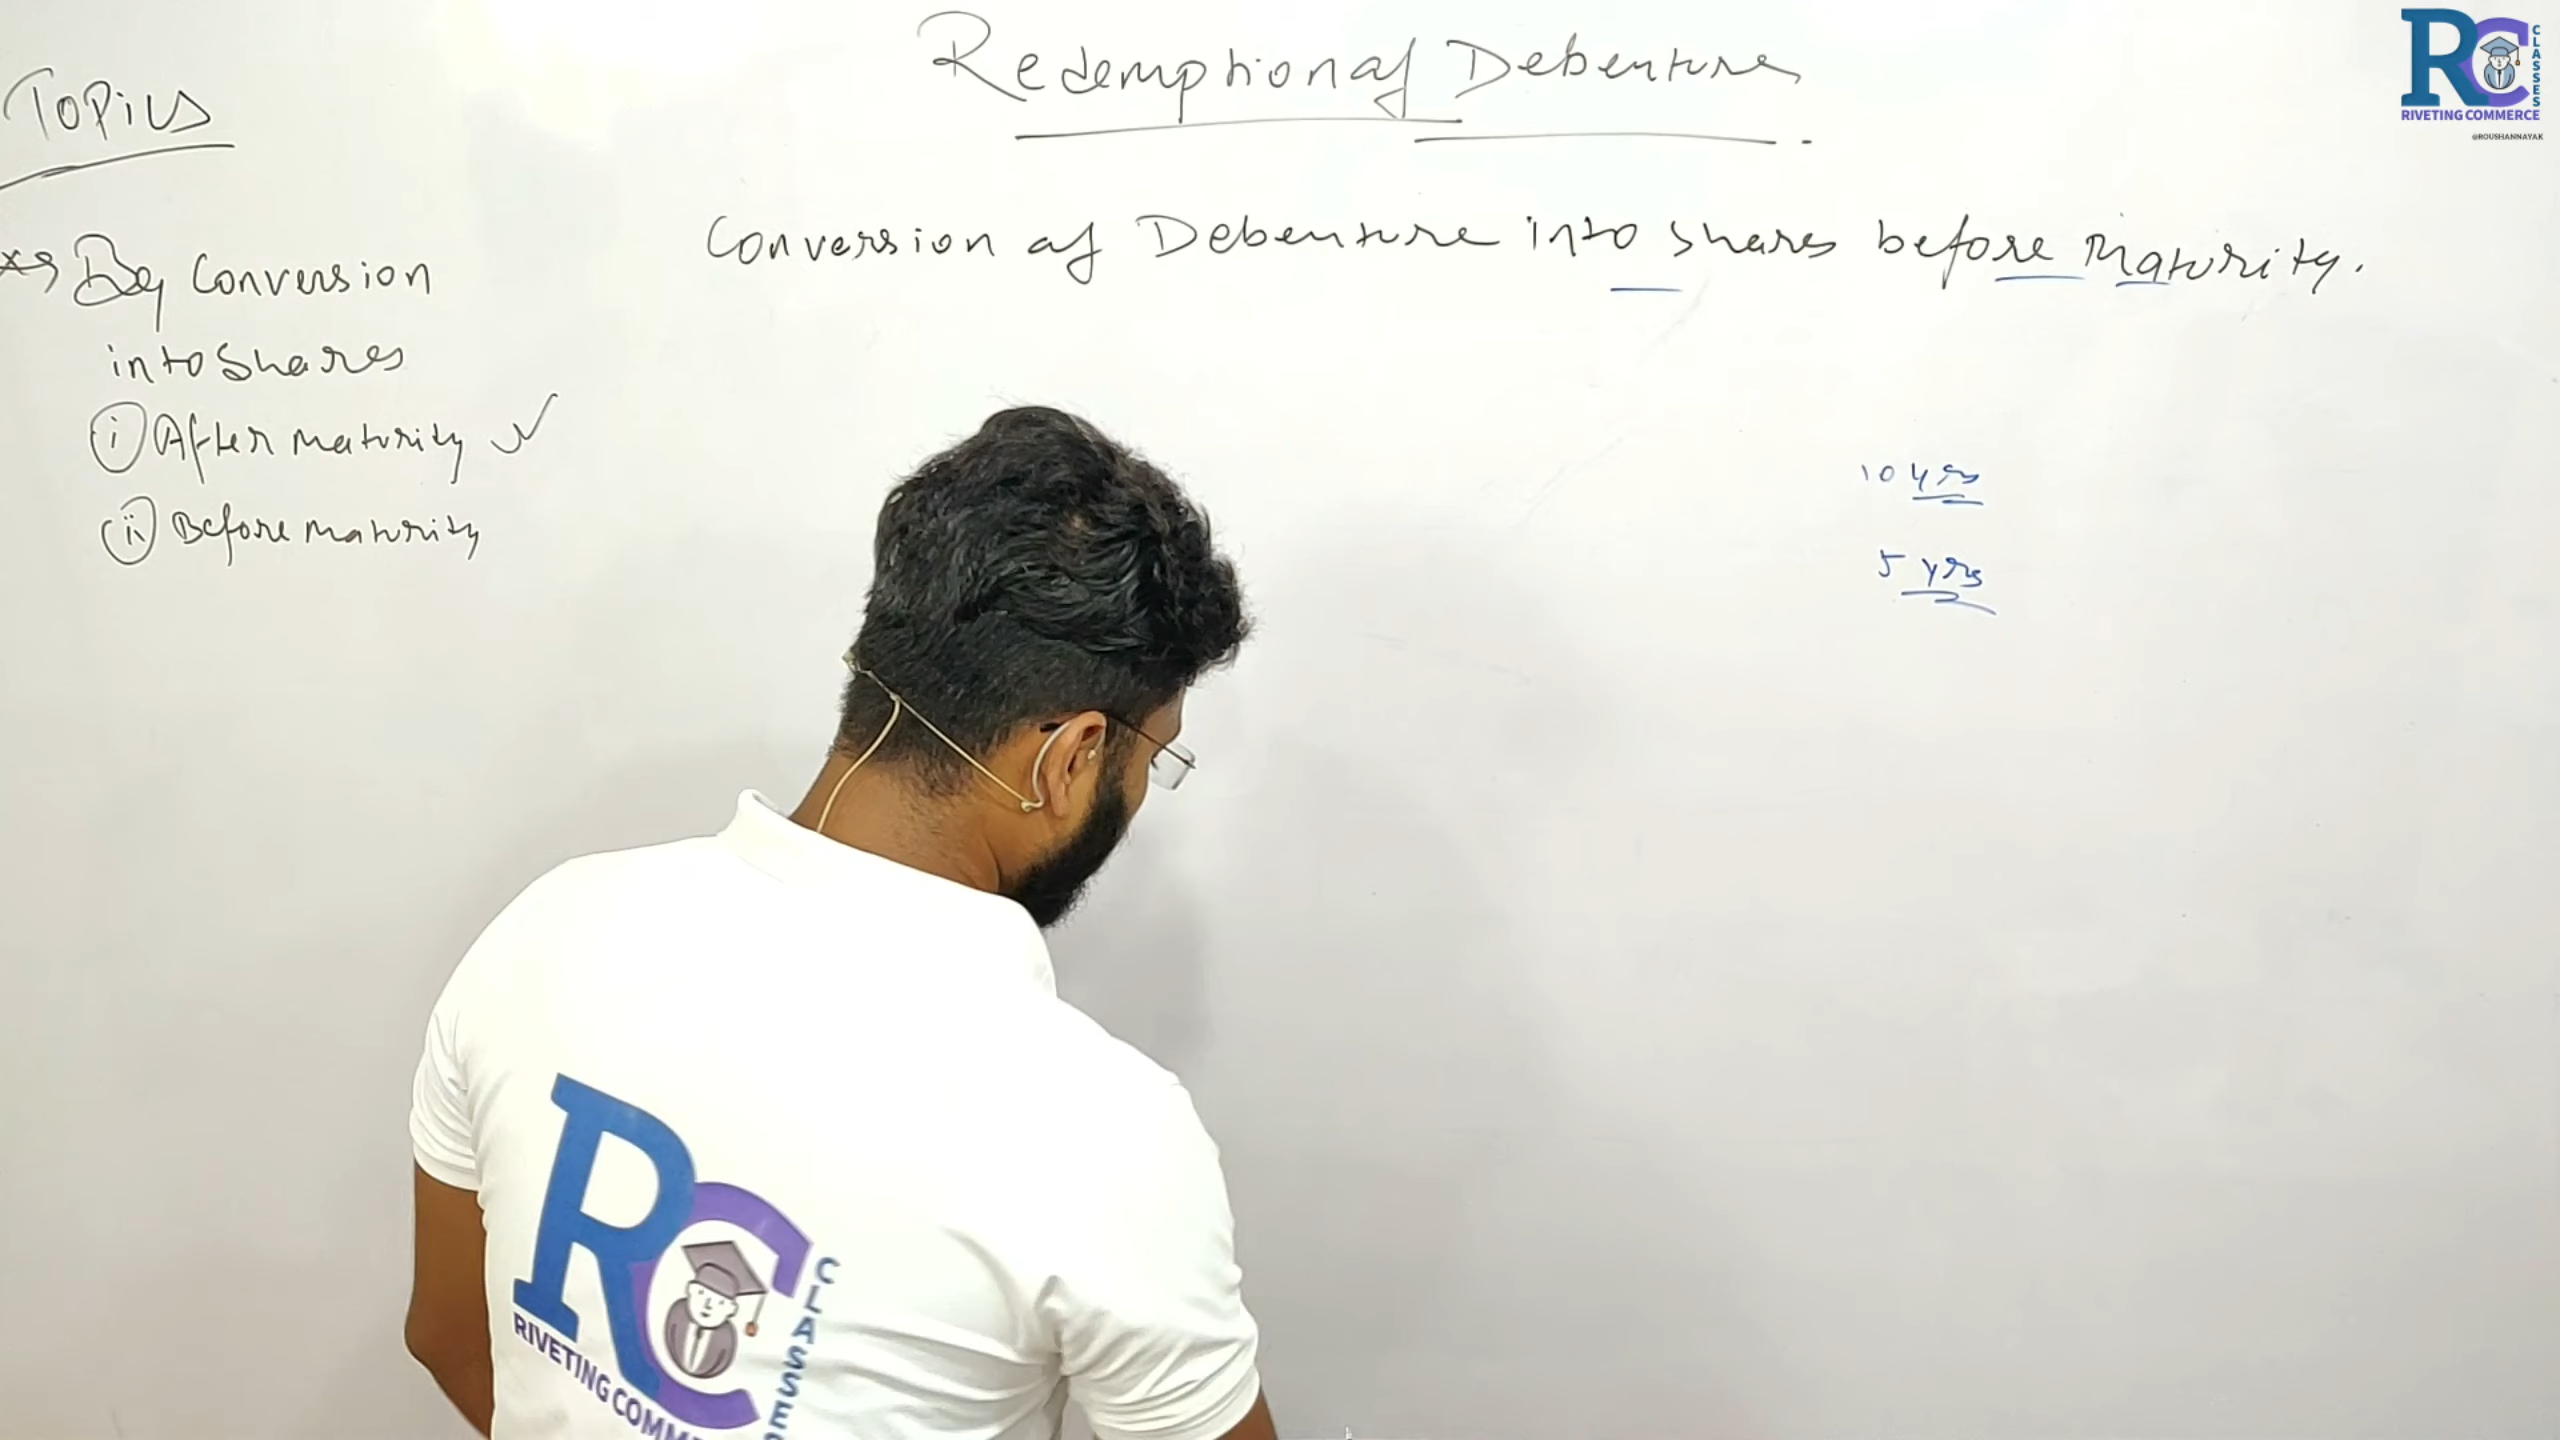 Redemption of Debenture
Topics
Conversion of Debenture into shares before Maturity.
*→ By Conversion
into Shares
(i) After maturity ✓
(ii) Before maturity
10 yrs
5 yrs
RC CLASSES
RIVETING COMMERCE
@ROUSHANNAYAK
RC CLASSES
RIVETING COMM